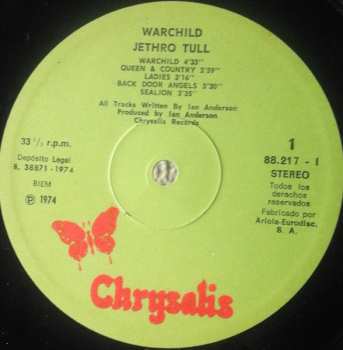 WARCHILD
JETHRO TULL
WARCHILD 4'33"
QUEEN & COUNTRY 2'59"
LADIES 3'16"
BACK DOOR ANGELS 5'30"
SEALION 3'35"
All Tracks Written By Ian Anderson
Produced by Ian Anderson
Chrysalis Records
33 1/3 r.p.m.
Depósito Legal
B. 38871-1974
BIEM
℗ 1974
1
88.217 - I
STEREO
Todos los
derechos
reservados
Fabricado por
Ariola-Eurodisc,
S. A.
Chrysalis